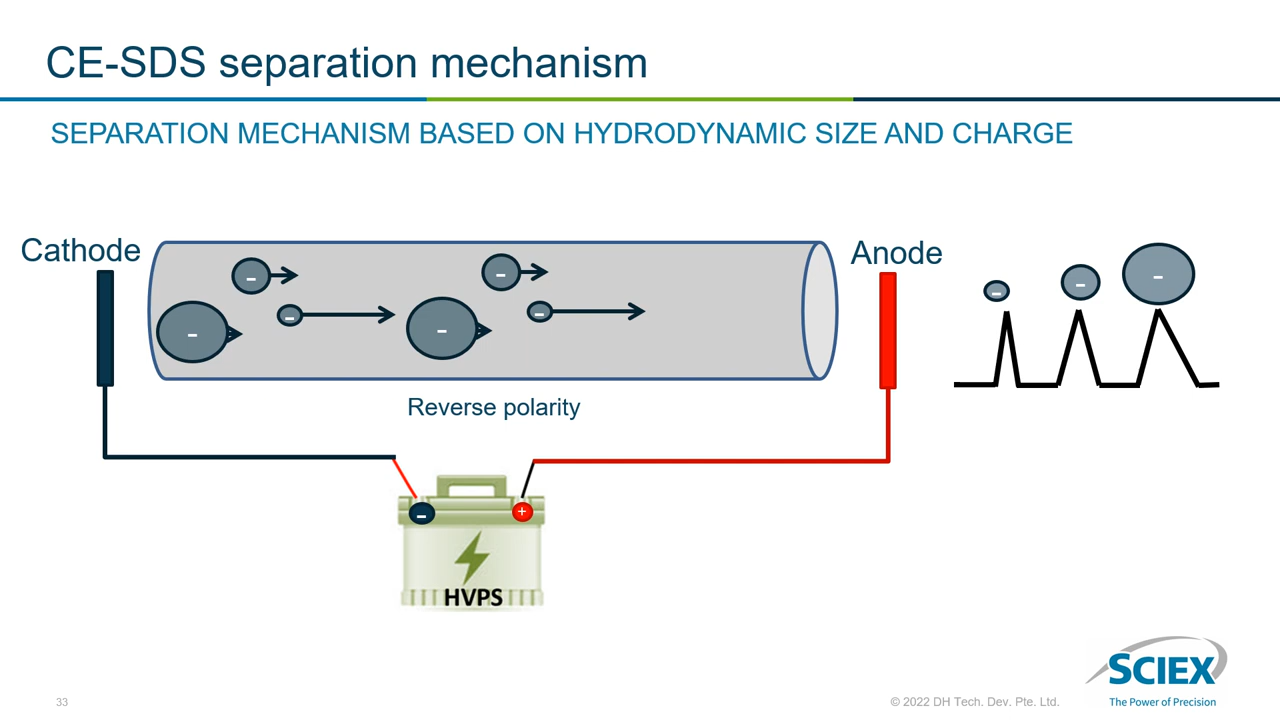 CE-SDS separation mechanism
SEPARATION MECHANISM BASED ON HYDRODYNAMIC SIZE AND CHARGE
Cathode
Anode
-
-
-
-
-
-
-
-
-
Reverse polarity
-
+
HVPS
33
© 2022 DH Tech. Dev. Pte. Ltd.
SCIEX
The Power of Precision